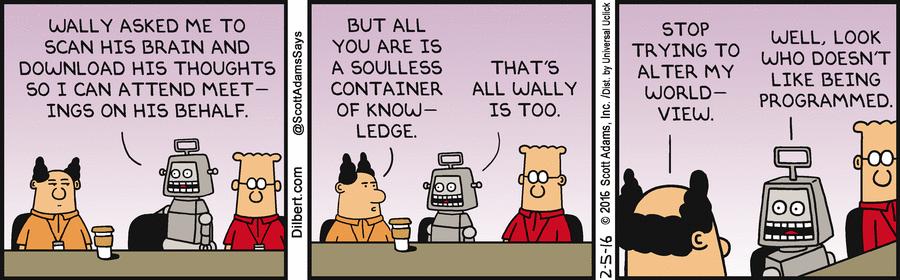 WALLY ASKED ME TO
SCAN HIS BRAIN AND
DOWNLOAD HIS THOUGHTS
SO I CAN ATTEND MEET-
INGS ON HIS BEHALF.
Dilbert.com @ScottAdamsSays
BUT ALL
YOU ARE IS
A SOULLESS
CONTAINER
OF KNOW-
LEDGE.
THAT'S
ALL WALLY
IS TOO.
2-5-16 © 2016 Scott Adams, Inc. /Dist. by Universal Uclick
STOP
TRYING TO
ALTER MY
WORLD-
VIEW.
WELL, LOOK
WHO DOESN'T
LIKE BEING
PROGRAMMED.